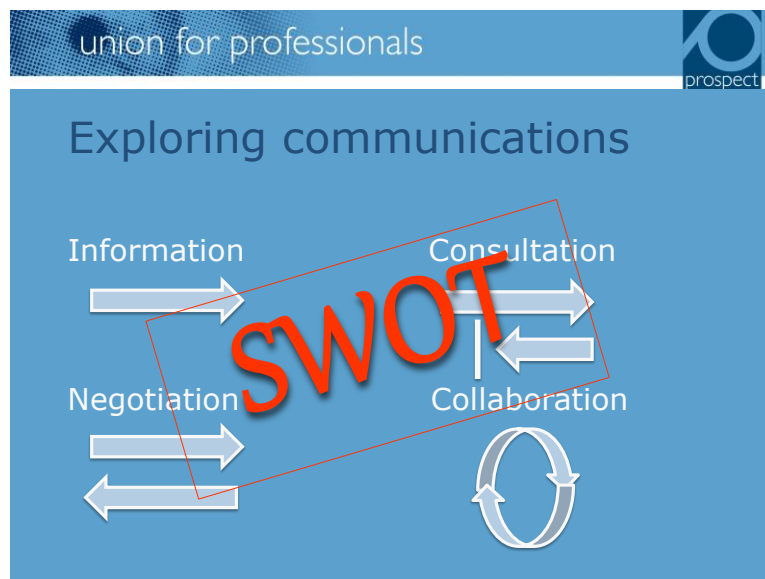 union for professionals
prospect
Exploring communications
Information
Consultation
SWOT
Negotiation
Collaboration